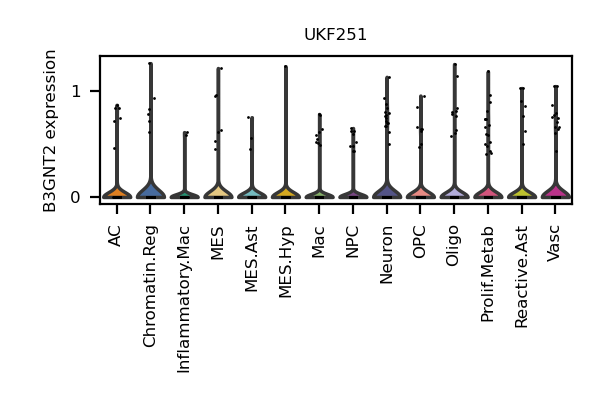 UKF251
B3GNT2 expression
1
0
AC
Chromatin.Reg
Inflammatory.Mac
MES
MES.Ast
MES.Hyp
Mac
NPC
Neuron
OPC
Oligo
Prolif.Metab
Reactive.Ast
Vasc